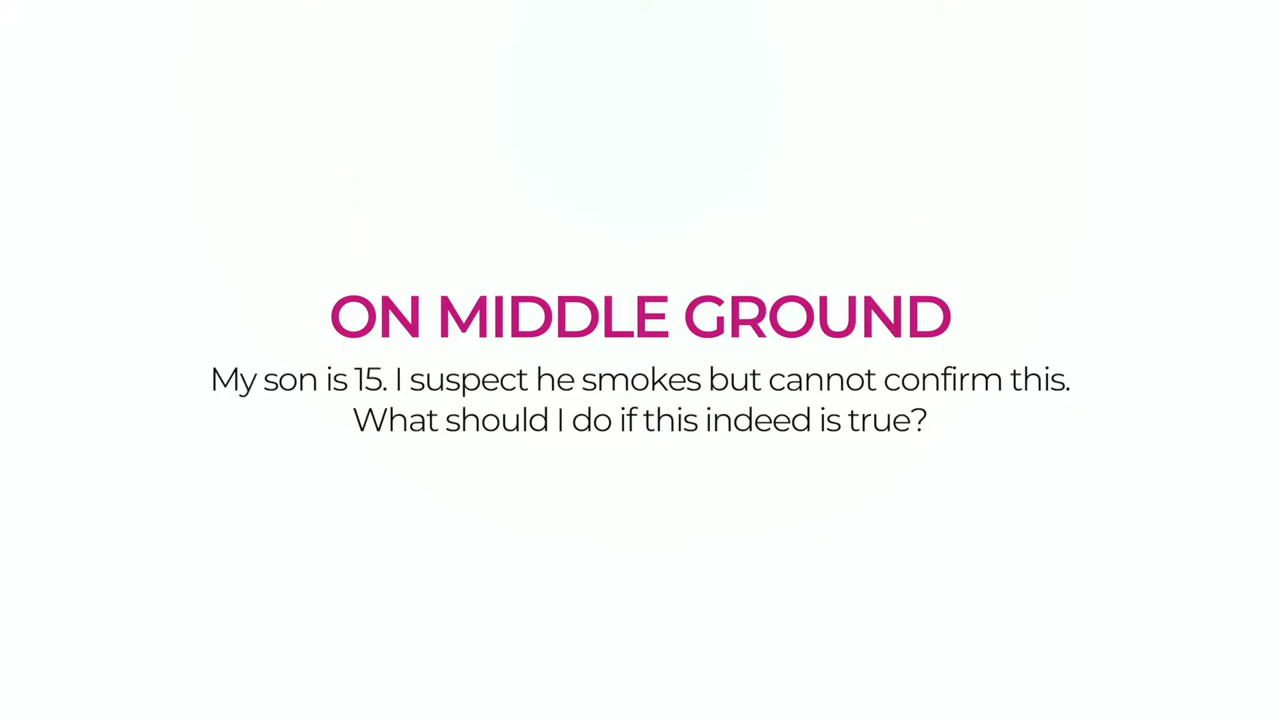 ON MIDDLE GROUND
My son is 15. I suspect he smokes but cannot confirm this.
What should I do if this indeed is true?